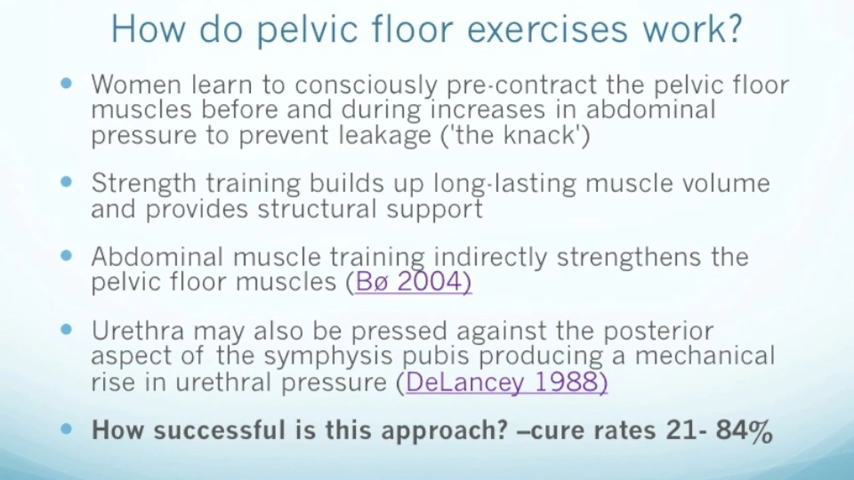 How do pelvic floor exercises work?
• Women learn to consciously pre-contract the pelvic floor
muscles before and during increases in abdominal
pressure to prevent leakage ('the knack')
• Strength training builds up long-lasting muscle volume
and provides structural support
• Abdominal muscle training indirectly strengthens the
pelvic floor muscles (Bø 2004)
• Urethra may also be pressed against the posterior
aspect of the symphysis pubis producing a mechanical
rise in urethral pressure (DeLancey 1988)
• How successful is this approach? –cure rates 21- 84%